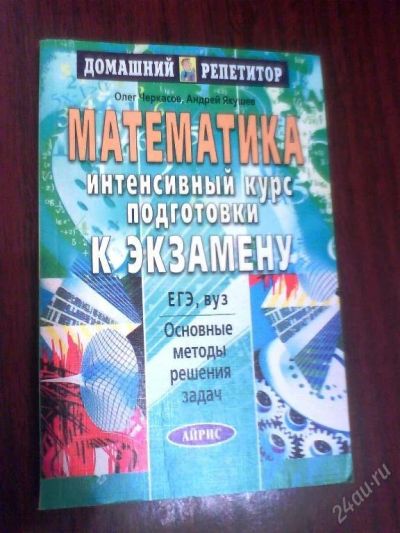 ДОМАШНИЙ РЕПЕТИТОР
Олег Черкасов, Андрей Якушев
МАТЕМАТИКА
ИНТЕНСИВНЫЙ КУРС
ПОДГОТОВКИ
К ЭКЗАМЕНУ
ЕГЭ, вуз
Основные
методы
решения
задач
АЙРИС
24au.ru